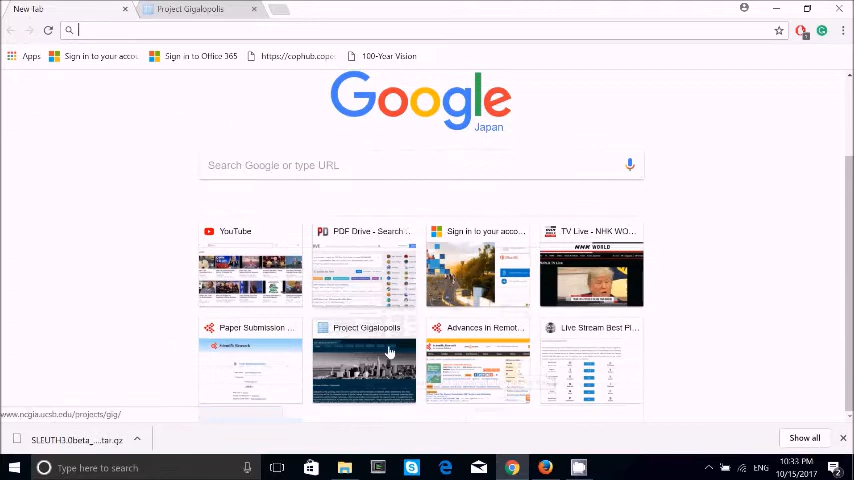 New Tab
Project Gigalopolis
Apps
Sign in to your accou
Sign in to Office 365
https://cophub.cope
100-Year Vision
Google
Japan
Search Google or type URL
YouTube
PDF Drive - Search ...
Sign in to your acco...
TV Live - NHK WO...
NHK WORLD
Paper Submission ...
Project Gigalopolis
Advances in Remot...
Live Stream Best Pl...
www.ncgia.ucsb.edu/projects/gig/
SLEUTH3.0beta_....tar.gz
Show all
Type here to search
ENG
10:33 PM
10/15/2017
2